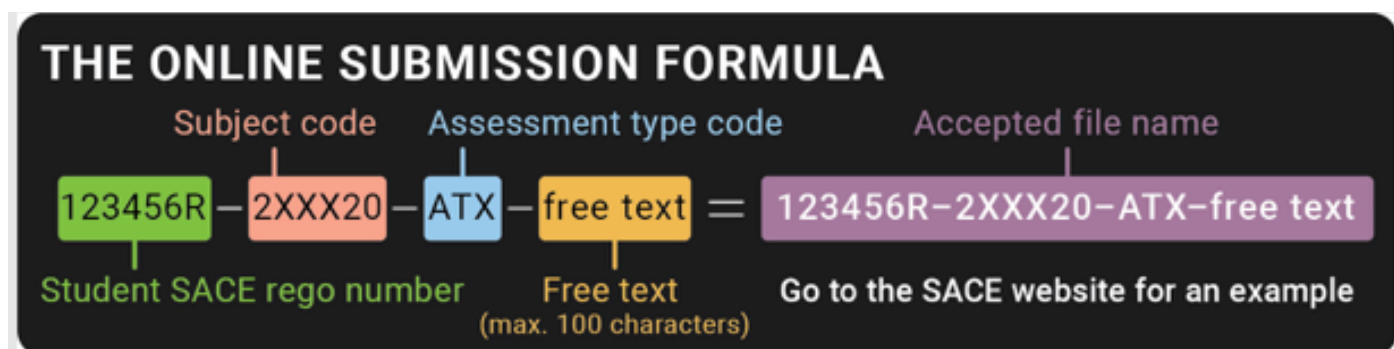 THE ONLINE SUBMISSION FORMULA
Subject code Assessment type code Accepted file name
123456R – 2XXX20 – ATX – free text = 123456R–2XXX20–ATX–free text
Student SACE rego number Free text Go to the SACE website for an example
(max. 100 characters)